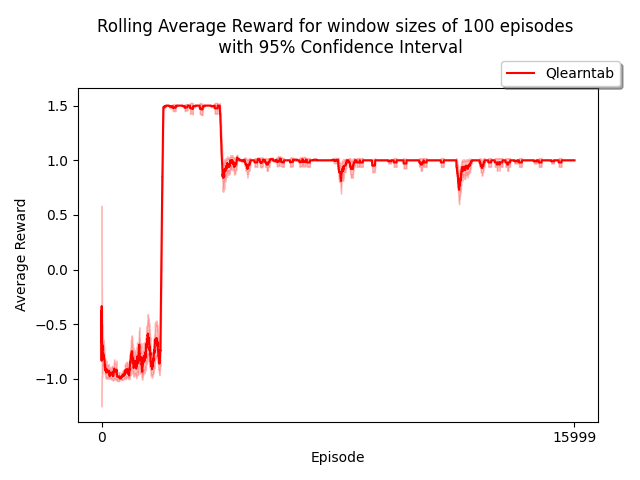 Rolling Average Reward for window sizes of 100 episodes
with 95% Confidence Interval
Qlearntab
1.5
1.0
0.5
0.0
−0.5
−1.0
Average Reward
0
15999
Episode